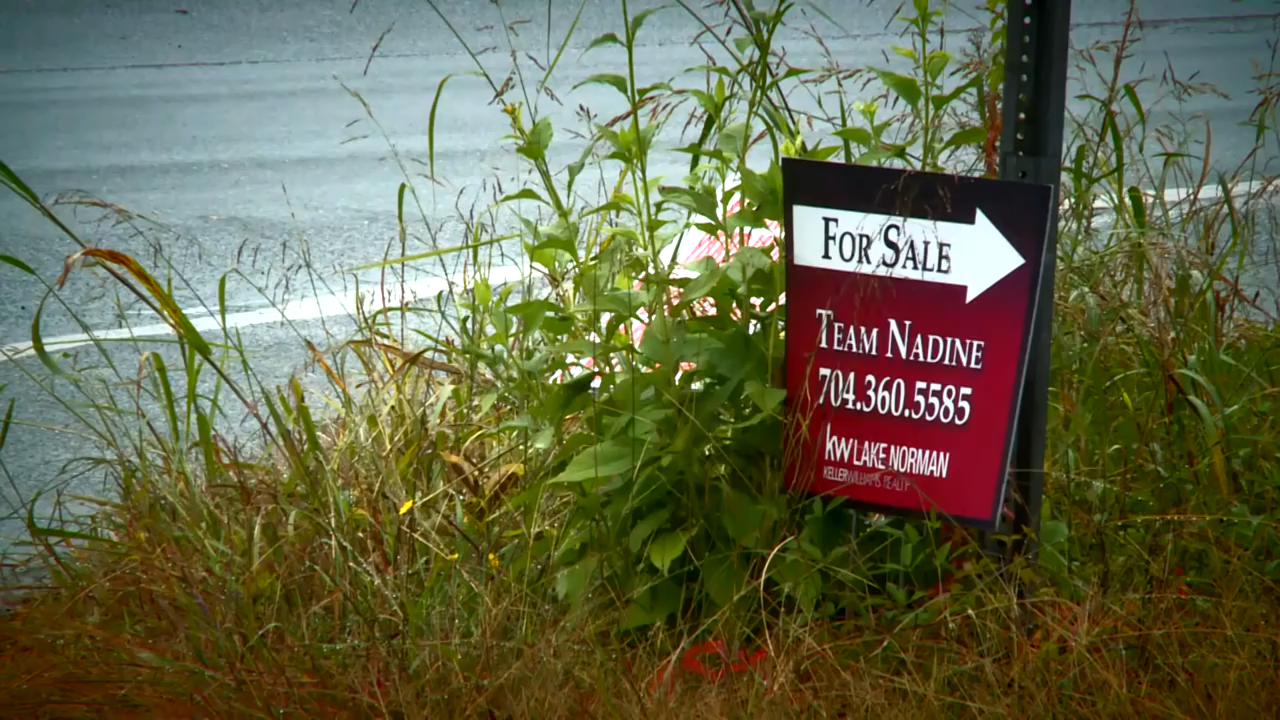 For Sale
Team Nadine
704.360.5585
kw LAKE NORMAN
KELLERWILLIAMS REALTY